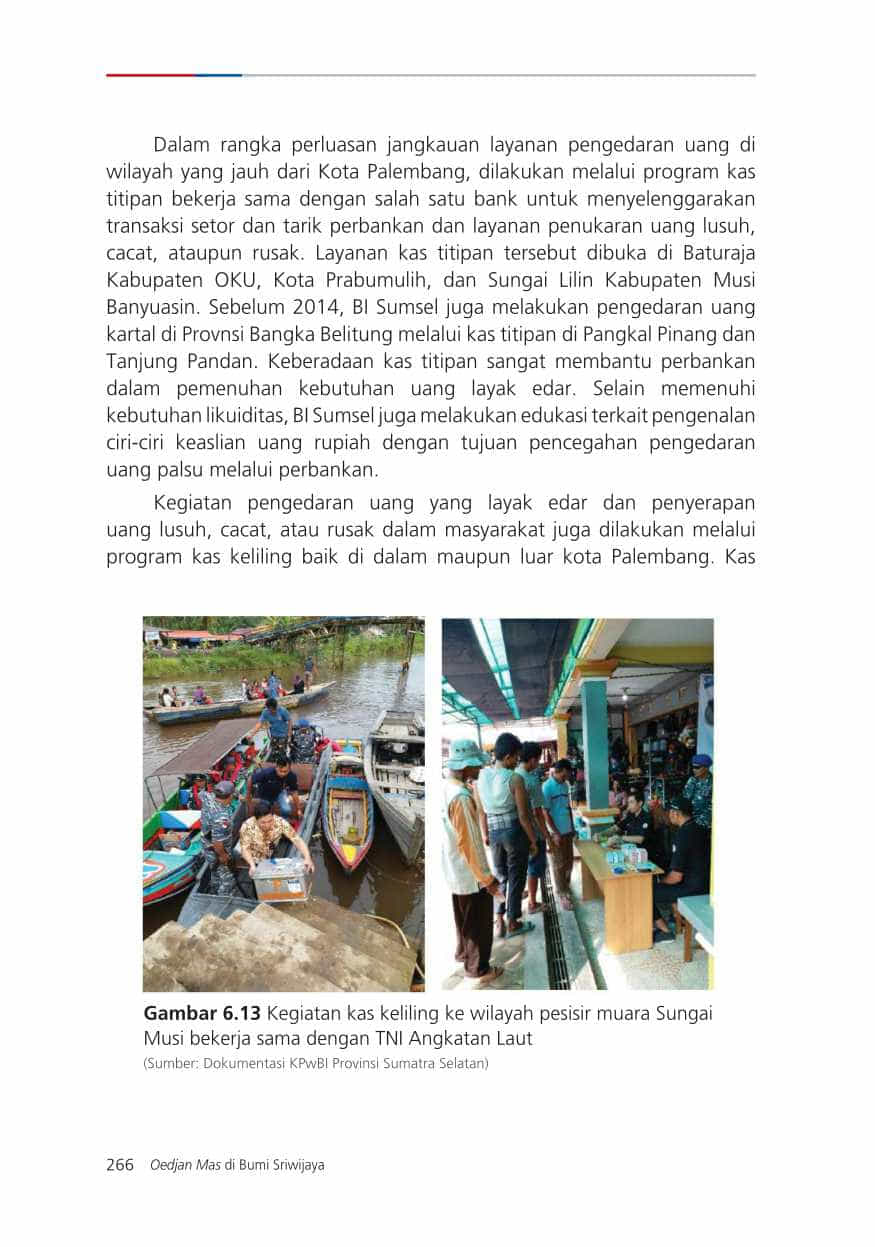 Dalam rangka perluasan jangkauan layanan pengedaran uang di
wilayah yang jauh dari Kota Palembang, dilakukan melalui program kas
titipan bekerja sama dengan salah satu bank untuk menyelenggarakan
transaksi setor dan tarik perbankan dan layanan penukaran uang lusuh,
cacat, ataupun rusak. Layanan kas titipan tersebut dibuka di Baturaja
Kabupaten OKU, Kota Prabumulih, dan Sungai Lilin Kabupaten Musi
Banyuasin. Sebelum 2014, BI Sumsel juga melakukan pengedaran uang
kartal di Provnsi Bangka Belitung melalui kas titipan di Pangkal Pinang dan
Tanjung Pandan. Keberadaan kas titipan sangat membantu perbankan
dalam pemenuhan kebutuhan uang layak edar. Selain memenuhi
kebutuhan likuiditas, BI Sumsel juga melakukan edukasi terkait pengenalan
ciri-ciri keaslian uang rupiah dengan tujuan pencegahan pengedaran
uang palsu melalui perbankan.
Kegiatan pengedaran uang yang layak edar dan penyerapan
uang lusuh, cacat, atau rusak dalam masyarakat juga dilakukan melalui
program kas keliling baik di dalam maupun luar kota Palembang. Kas
Gambar 6.13 Kegiatan kas keliling ke wilayah pesisir muara Sungai
Musi bekerja sama dengan TNI Angkatan Laut
(Sumber: Dokumentasi KPwBI Provinsi Sumatra Selatan)
266 Oedjan Mas di Bumi Sriwijaya